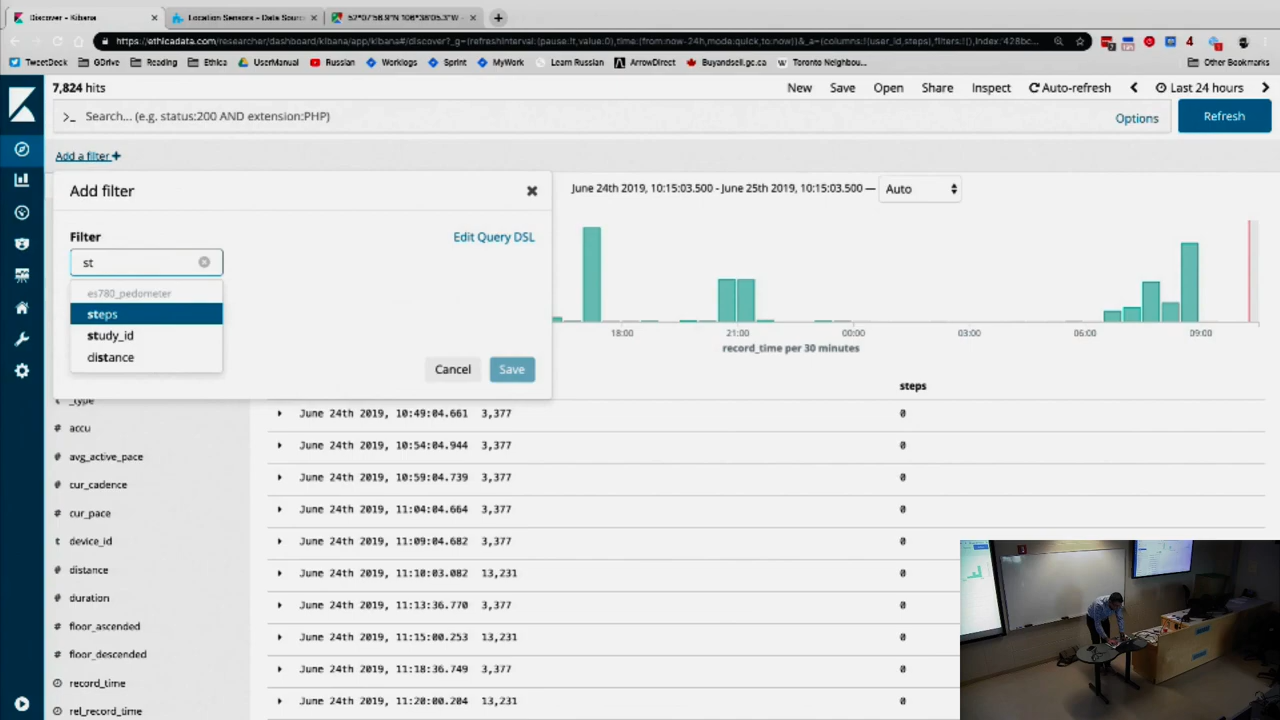 Discover - Kibana
Location Sensors - Data Sourc
52°07'58.9"N 106°38'05.3"W -
https://ethicadata.com/researcher/dashboard/kibana/app/kibana#/discover?_g=(refreshInterval:(pause:!t,value:0),time:(from:now-24h,mode:quick,to:now))&_a=(columns:!(user_id,steps),filters:!(),index:'428bc...
TweetDeck
GDrive
Reading
Ethica
UserManual
Russian
Worklogs
Sprint
MyWork
Learn Russian
ArrowDirect
Buyandsell.gc.ca
Toronto Neighbou...
Other Bookmarks
7,824 hits
New
Save
Open
Share
Inspect
Auto-refresh
Last 24 hours
>_ Search... (e.g. status:200 AND extension:PHP)
Options
Refresh
Add a filter +
Add filter
Filter
Edit Query DSL
st
es780_pedometer
steps
study_id
distance
Cancel
Save
June 24th 2019, 10:15:03.500 - June 25th 2019, 10:15:03.500 —
Auto
18:00
21:00
00:00
03:00
06:00
09:00
record_time per 30 minutes
_type
# accu
# avg_active_pace
# cur_cadence
# cur_pace
t device_id
# distance
# duration
# floor_ascended
# floor_descended
record_time
rel_record_time
steps
June 24th 2019, 10:49:04.661 3,377 0
June 24th 2019, 10:54:04.944 3,377 0
June 24th 2019, 10:59:04.739 3,377 0
June 24th 2019, 11:04:04.664 3,377 0
June 24th 2019, 11:09:04.682 3,377 0
June 24th 2019, 11:10:03.082 13,231 0
June 24th 2019, 11:13:36.770 3,377 0
June 24th 2019, 11:15:00.253 13,231 0
June 24th 2019, 11:18:36.749 3,377 0
June 24th 2019, 11:20:00.204 13,231 0